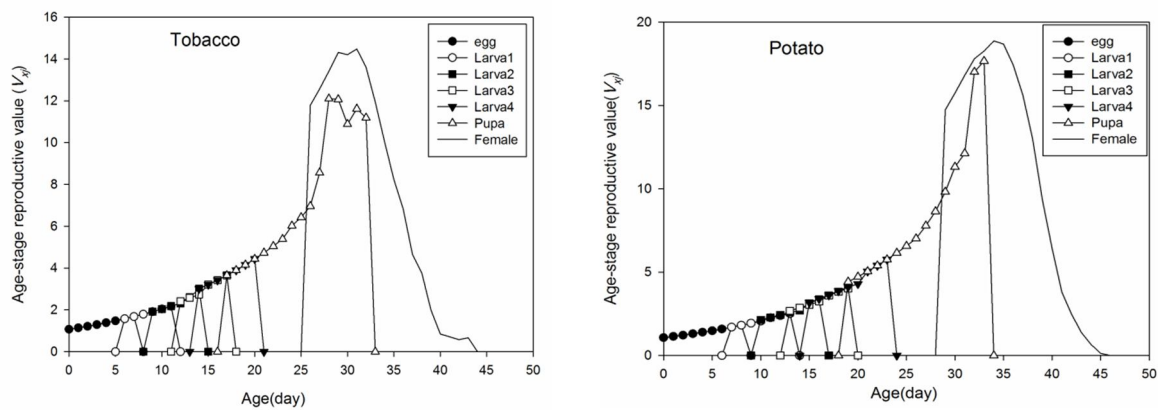 Tobacco
Age-stage reproductive value (Vxj)
16
14
12
10
8
6
4
2
0
egg
Larva1
Larva2
Larva3
Larva4
Pupa
Female
0 5 10 15 20 25 30 35 40 45 50
Age(day)
Potato
Age-stage reproductive value(Vxj)
20
15
10
5
0
egg
Larva1
Larva2
Larva3
Larva4
Pupa
Female
0 5 10 15 20 25 30 35 40 45 50
Age(day)